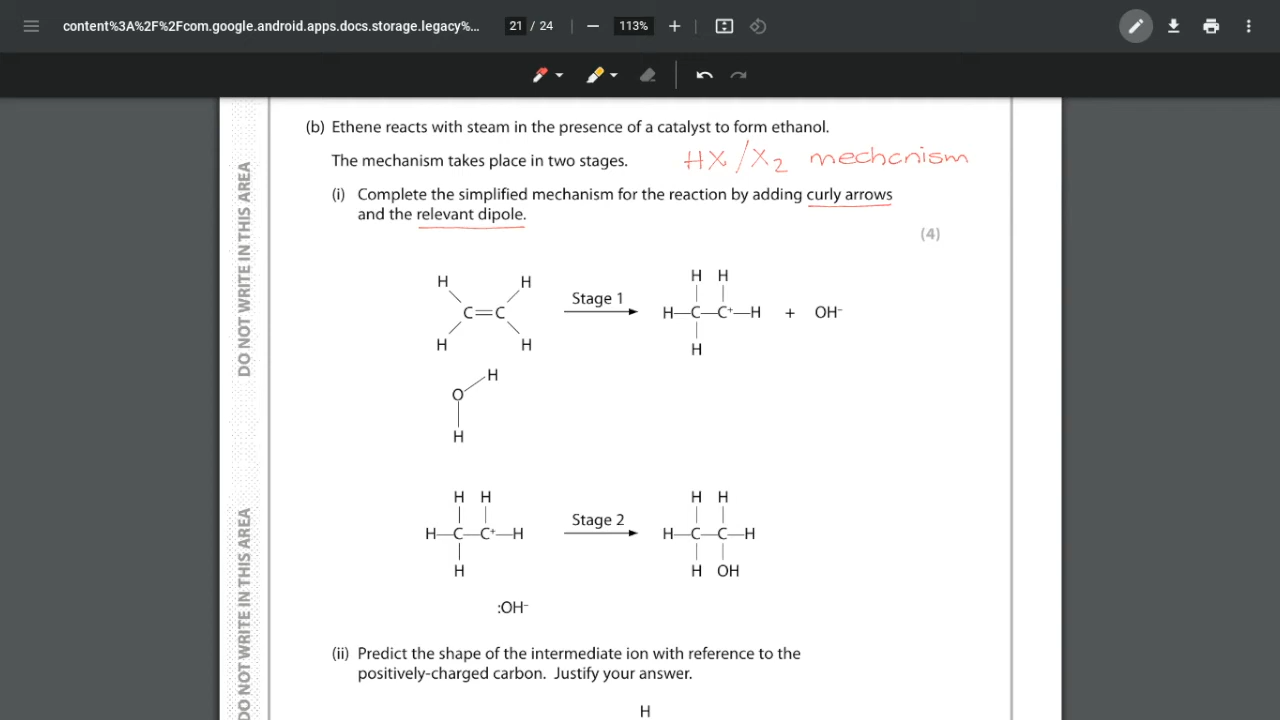 content%3A%2F%2Fcom.google.android.apps.docs.storage.legacy%... 21 / 24 113%
(b) Ethene reacts with steam in the presence of a catalyst to form ethanol.
The mechanism takes place in two stages. HX/X2 mechanism
(i) Complete the simplified mechanism for the reaction by adding curly arrows
and the relevant dipole.
(4)
H H H H
Stage 1
C=C H—C—C⁺—H + OH⁻
H H H
H
O
H
H H H H
Stage 2
H—C—C⁺—H H—C—C—H
H H OH
:OH⁻
(ii) Predict the shape of the intermediate ion with reference to the
positively-charged carbon. Justify your answer.
H
DO NOT WRITE IN THIS AREA
DO NOT WRITE IN THIS AREA